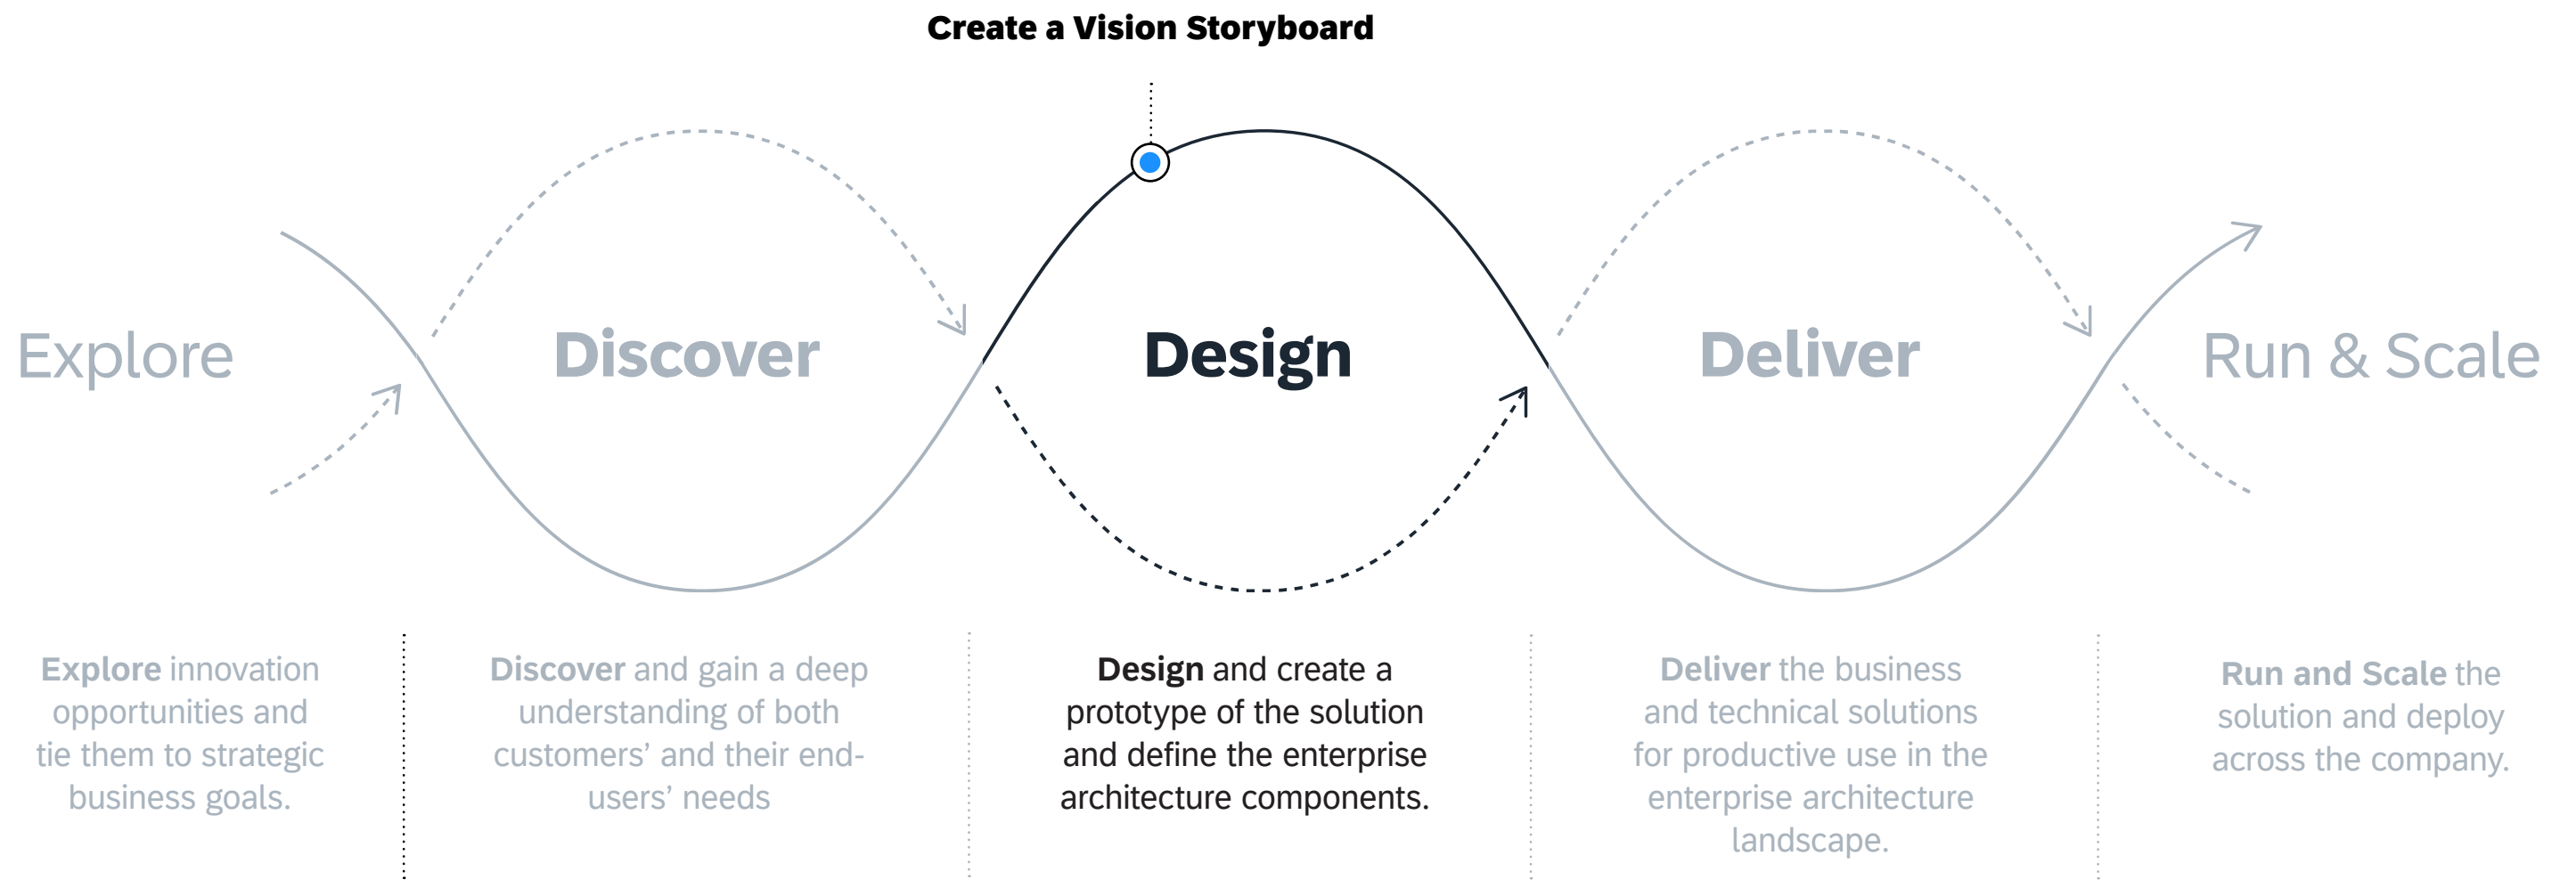 Create a Vision Storyboard
Explore
Discover
Design
Deliver
Run & Scale
Explore innovation
opportunities and
tie them to strategic
business goals.
Discover and gain a deep
understanding of both
customers’ and their end-
users’ needs
Design and create a
prototype of the solution
and define the enterprise
architecture components.
Deliver the business
and technical solutions
for productive use in the
enterprise architecture
landscape.
Run and Scale the
solution and deploy
across the company.